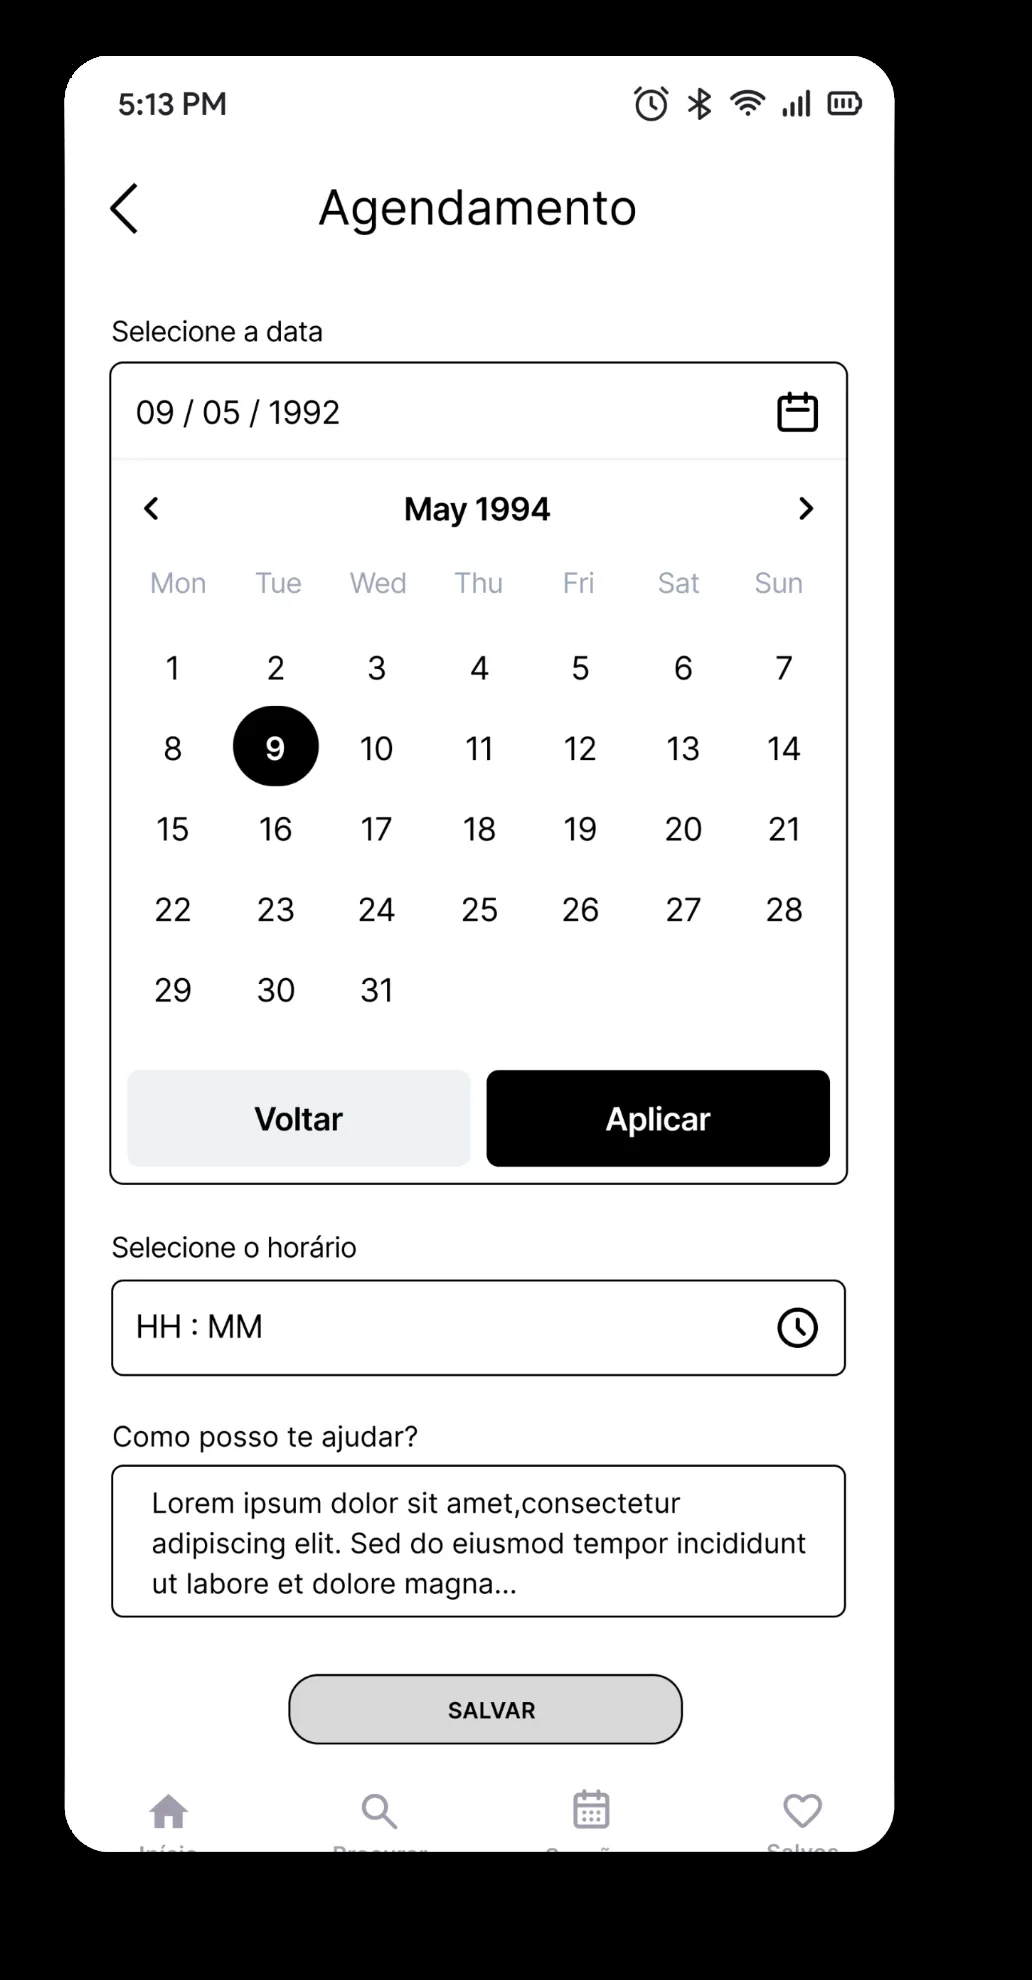 5:13 PM
Agendamento
Selecione a data
09 / 05 / 1992
May 1994
Mon Tue Wed Thu Fri Sat Sun
1 2 3 4 5 6 7
8 9 10 11 12 13 14
15 16 17 18 19 20 21
22 23 24 25 26 27 28
29 30 31
Voltar Aplicar
Selecione o horário
HH : MM
Como posso te ajudar?
Lorem ipsum dolor sit amet,consectetur
adipiscing elit. Sed do eiusmod tempor incididunt
ut labore et dolore magna...
SALVAR
Início Procurar Salvos